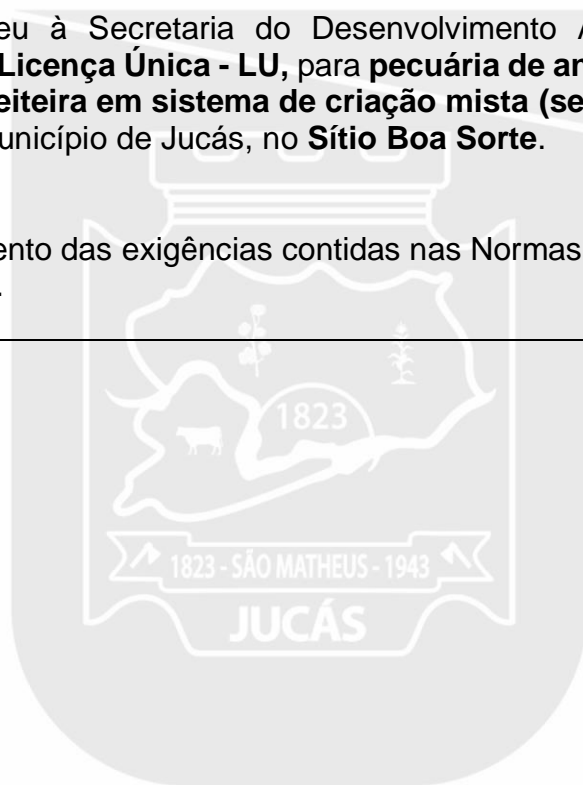 eu à Secretaria do Desenvolvimento A
Licença Única - LU, para pecuária de an
eiteira em sistema de criação mista (se
unicípio de Jucás, no Sítio Boa Sorte.
ento das exigências contidas nas Normas
.
1823
1823 - SÃO MATHEUS - 1943
JUCÁS